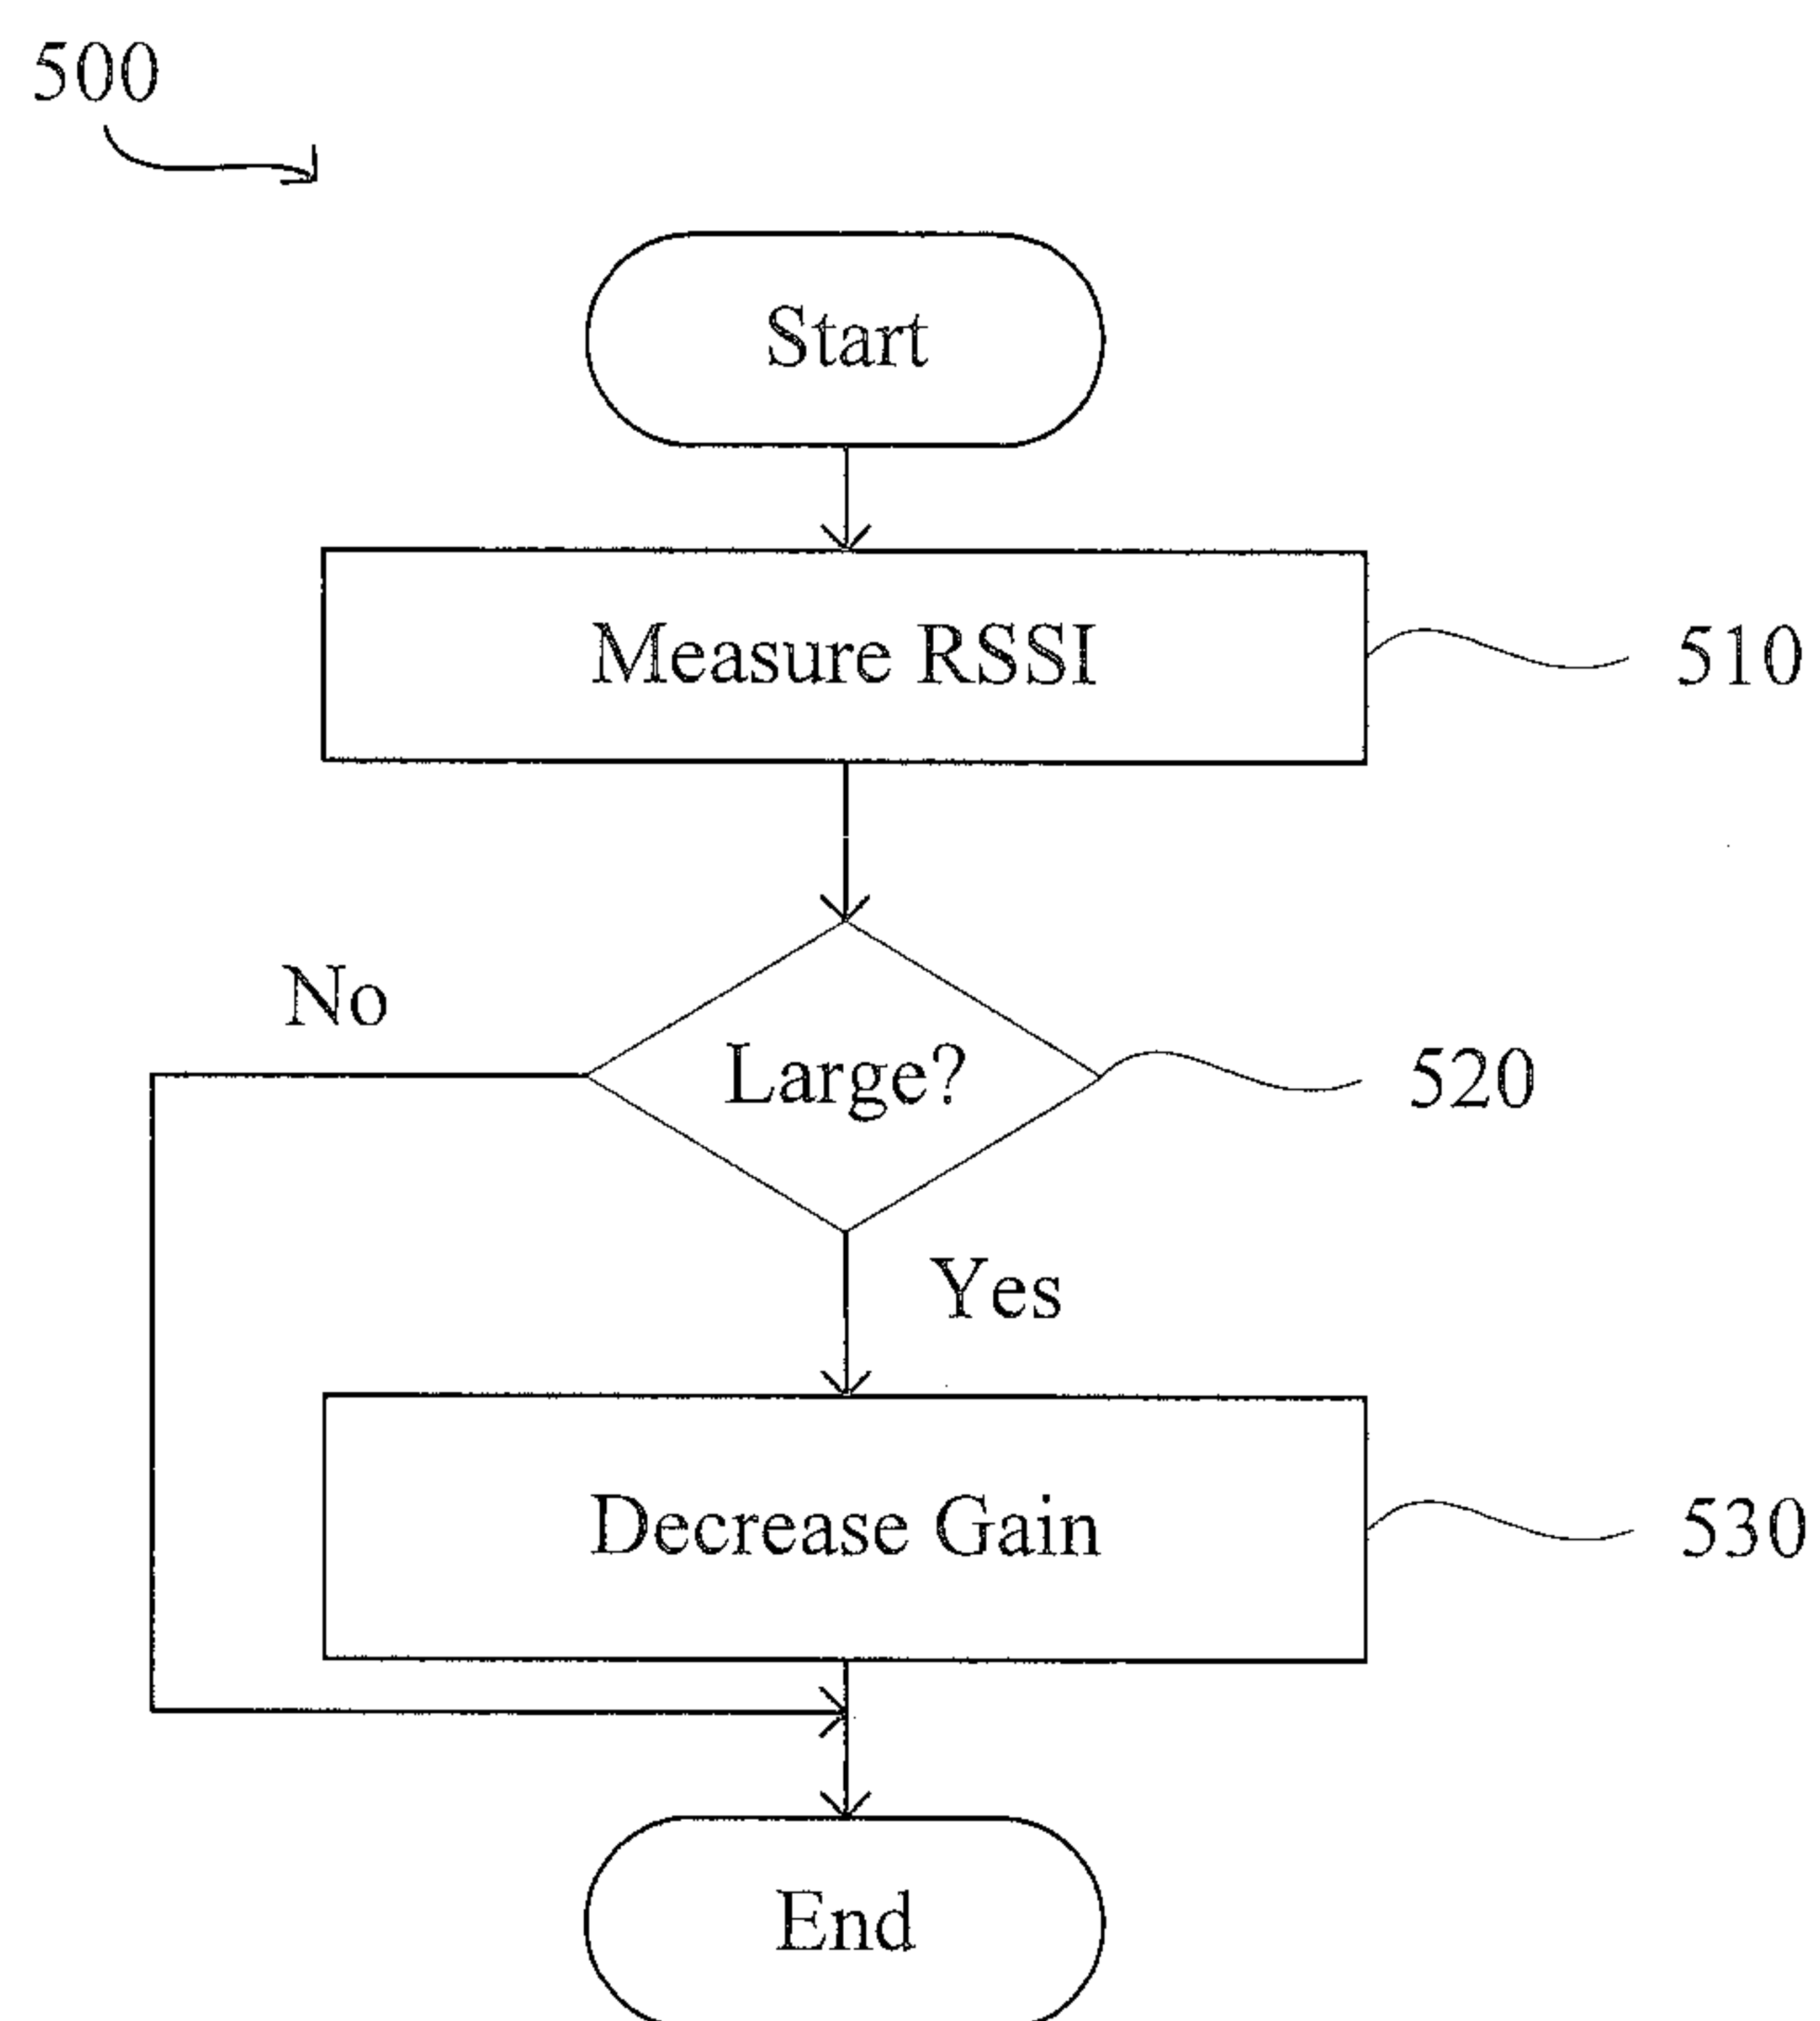 500
Start
Measure RSSI
510
No
Large?
520
Yes
Decrease Gain
530
End